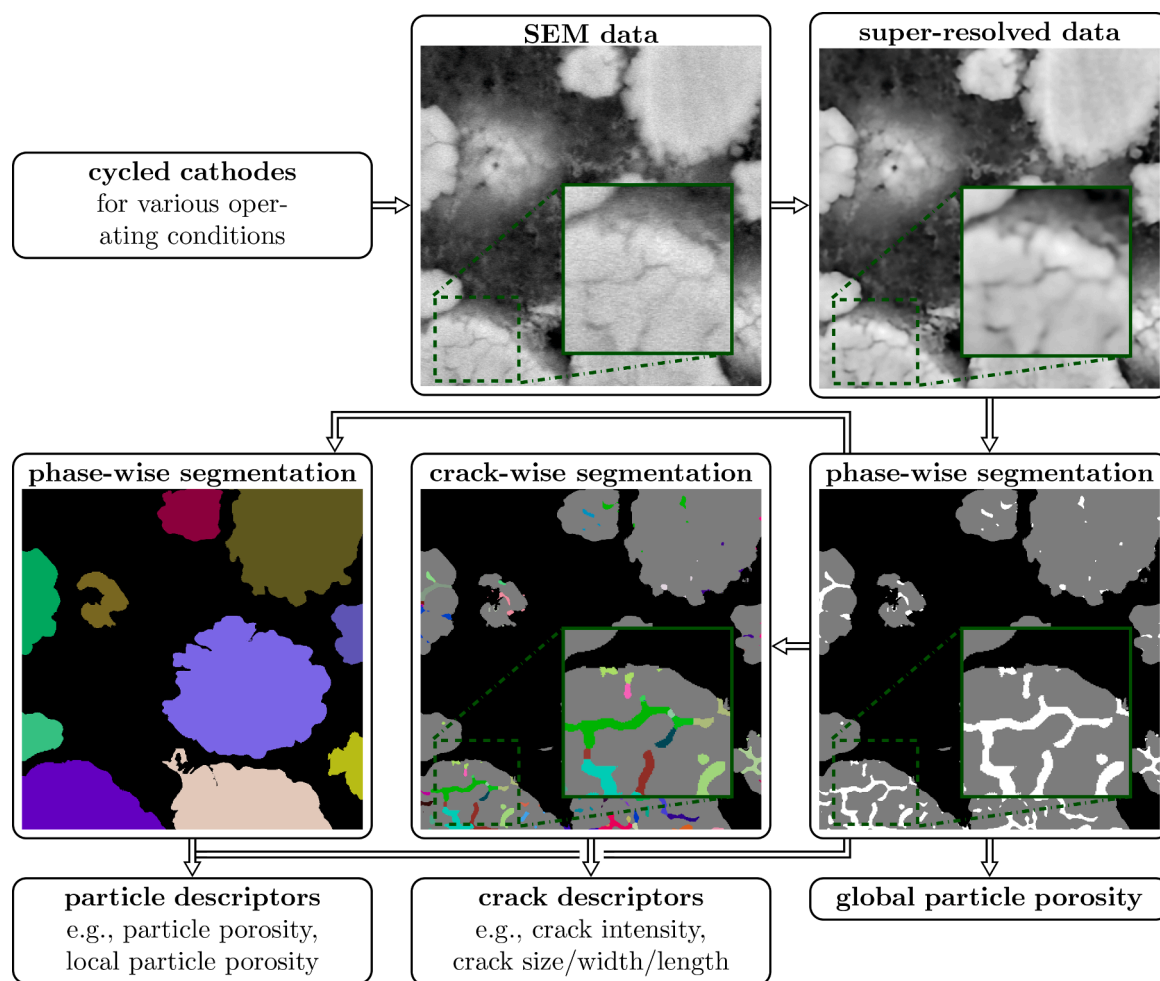 SEM data
super-resolved data
cycled cathodes
for various oper-
ating conditions
phase-wise segmentation
crack-wise segmentation
phase-wise segmentation
particle descriptors
e.g., particle porosity,
local particle porosity
crack descriptors
e.g., crack intensity,
crack size/width/length
global particle porosity